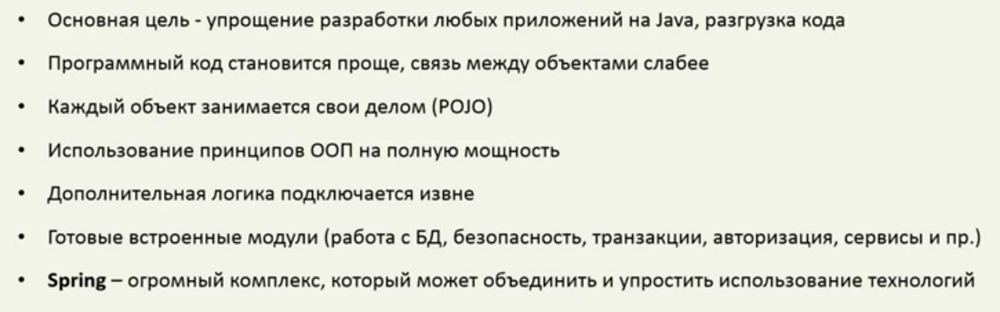 • Основная цель - упрощение разработки любых приложений на Java, разгрузка кода
• Программный код становится проще, связь между объектами слабее
• Каждый объект занимается свои делом (POJO)
• Использование принципов ООП на полную мощность
• Дополнительная логика подключается извне
• Готовые встроенные модули (работа с БД, безопасность, транзакции, авторизация, сервисы и пр.)
• Spring – огромный комплекс, который может объединить и упростить использование технологий